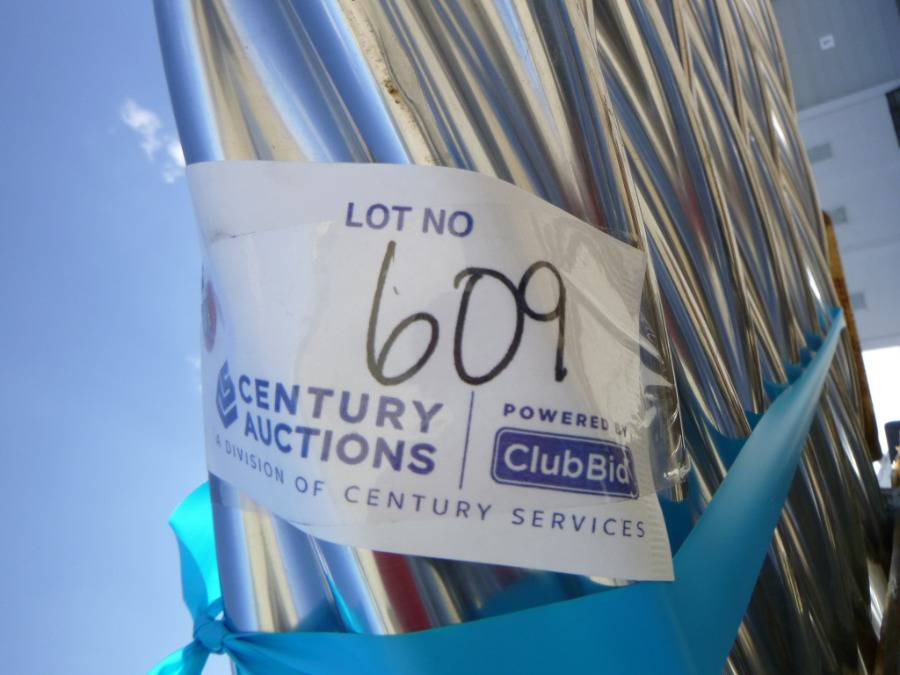 LOT NO
609
CENTURY
AUCTIONS
POWERED BY
ClubBid
A DIVISION OF CENTURY SERVICES